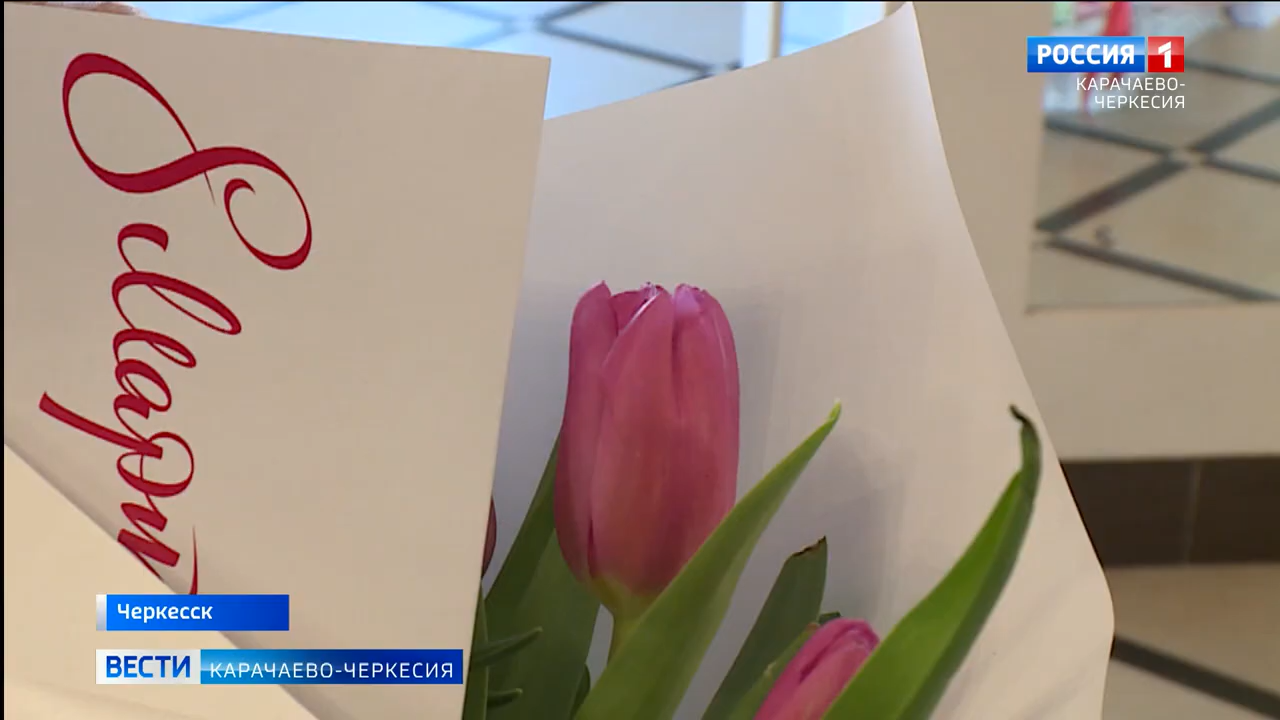 8 Марта
РОССИЯ 1
КАРАЧАЕВО-
ЧЕРКЕСИЯ
Черкесск
ВЕСТИ КАРАЧАЕВО-ЧЕРКЕСИЯ